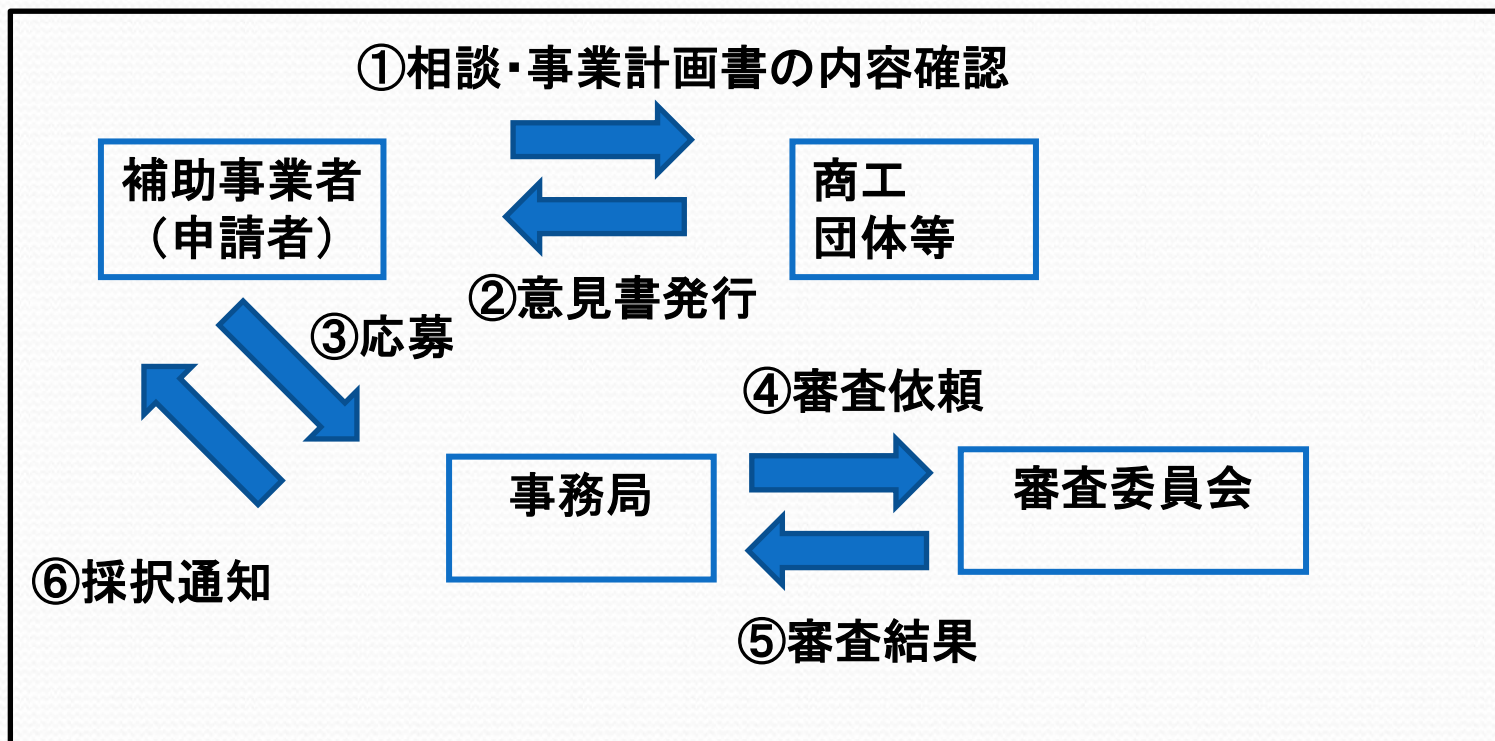 ①相談・事業計画書の内容確認
補助事業者
（申請者）
商工
団体等
②意見書発行
③応募
④審査依頼
事務局
審査委員会
⑥採択通知
⑤審査結果